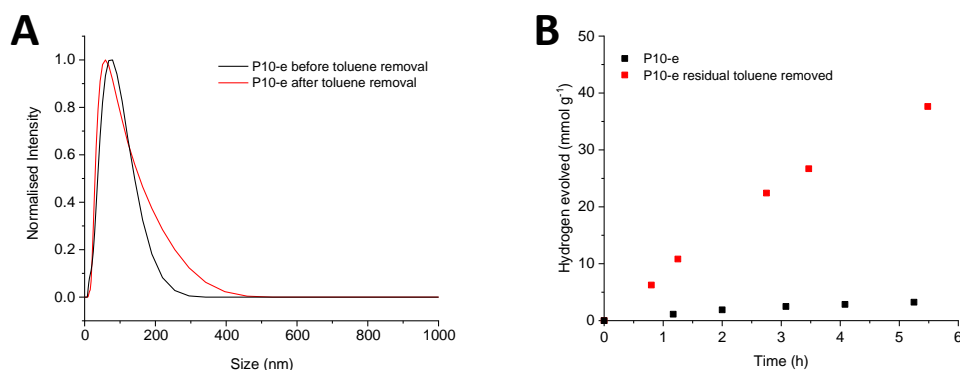 A
1.0
0.8
0.6
0.4
0.2
0.0
Normalised Intensity
P10-e before toluene removal
P10-e after toluene removal
0 200 400 600 800 1000
Size (nm)
B
50
40
30
20
10
0
Hydrogen evolved (mmol g⁻¹)
P10-e
P10-e residual toluene removed
0 1 2 3 4 5 6
Time (h)